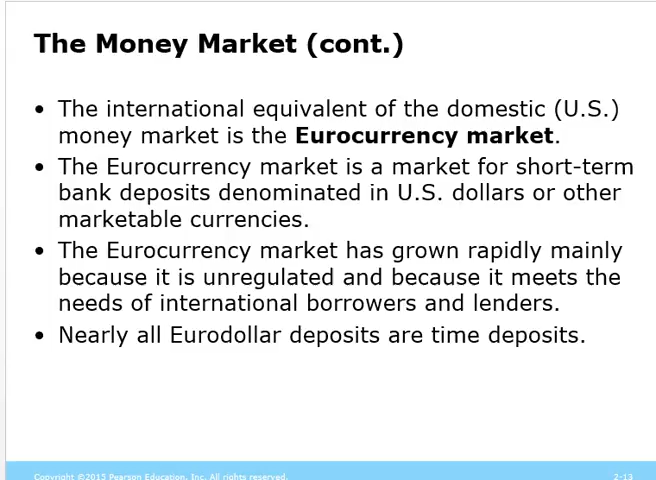 The Money Market (cont.)
• The international equivalent of the domestic (U.S.)
money market is the Eurocurrency market.
• The Eurocurrency market is a market for short-term
bank deposits denominated in U.S. dollars or other
marketable currencies.
• The Eurocurrency market has grown rapidly mainly
because it is unregulated and because it meets the
needs of international borrowers and lenders.
• Nearly all Eurodollar deposits are time deposits.
Copyright ©2015 Pearson Education, Inc. All rights reserved.
2-13